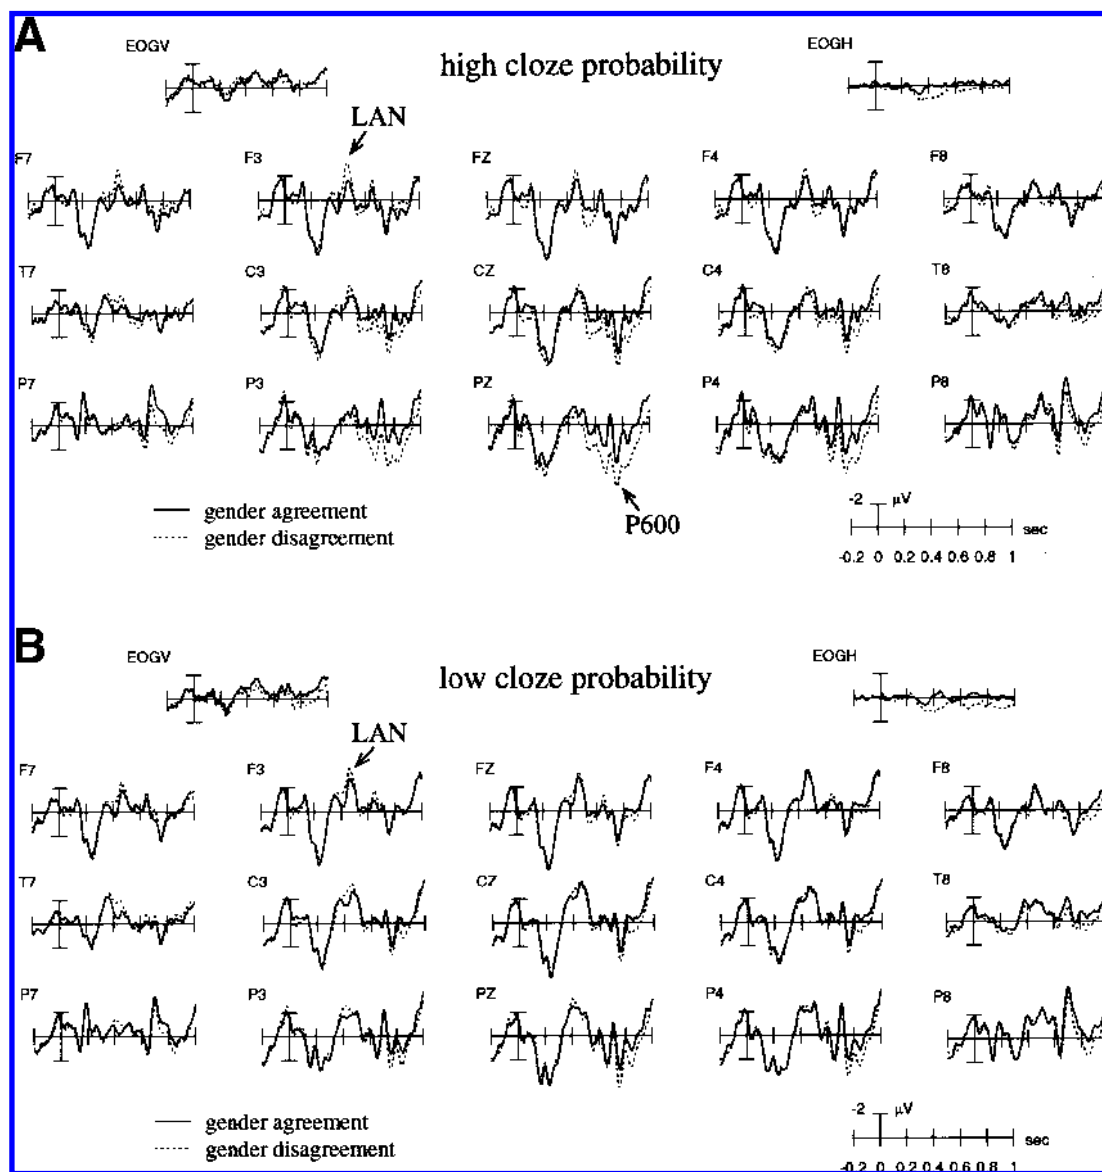 A
EOGV
high cloze probability
EOGH
LAN
F7
F3
FZ
F4
F8
T7
C3
CZ
C4
T8
P7
P3
PZ
P4
P8
gender agreement
gender disagreement
P600
-2 µV
sec
-0.2 0 0.2 0.4 0.6 0.8 1
B
EOGV
low cloze probability
EOGH
LAN
F7
F3
FZ
F4
F8
T7
C3
CZ
C4
T8
P7
P3
PZ
P4
P8
gender agreement
gender disagreement
-2 µV
sec
-0.2 0 0.2 0.4 0.6 0.8 1